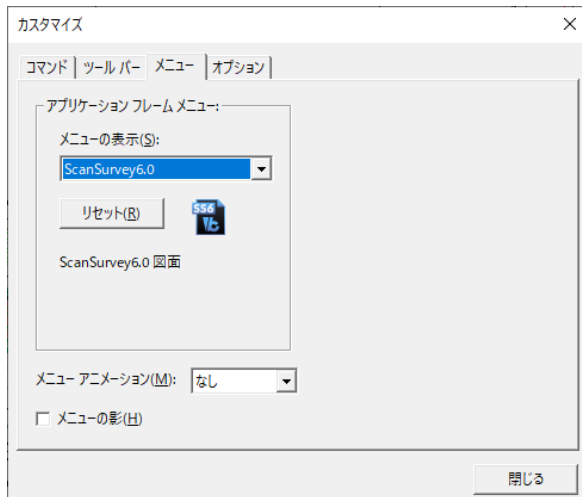 カスタマイズ
コマンド ツール バー メニュー オプション
アプリケーション フレーム メニュー:
メニューの表示(S):
ScanSurvey6.0
リセット(R)
SS6
ScanSurvey6.0 図面
メニュー アニメーション(M): なし
メニューの影(H)
閉じる